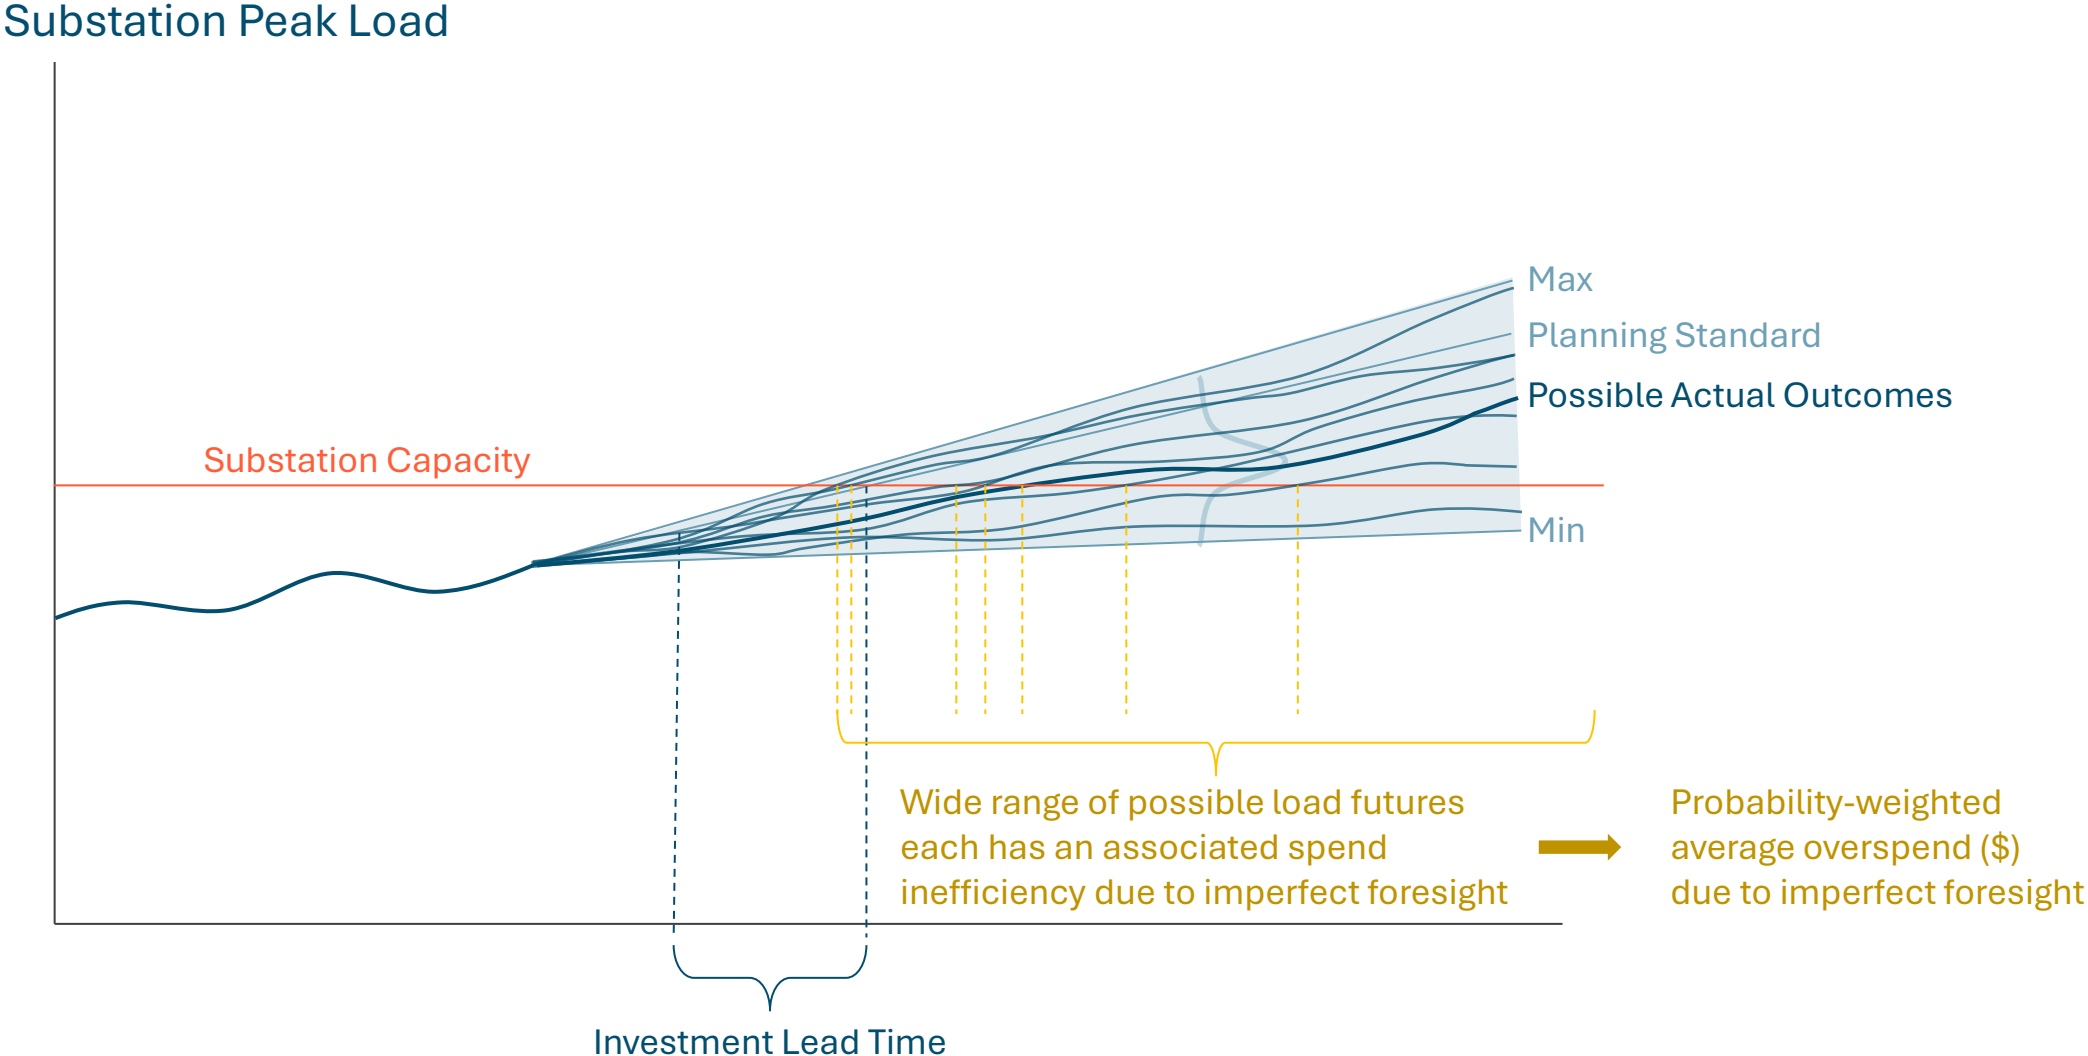 Substation Peak Load
Max
Planning Standard
Possible Actual Outcomes
Substation Capacity
Min
Wide range of possible load futures
each has an associated spend
inefficiency due to imperfect foresight
Probability-weighted
average overspend ($)
due to imperfect foresight
Investment Lead Time